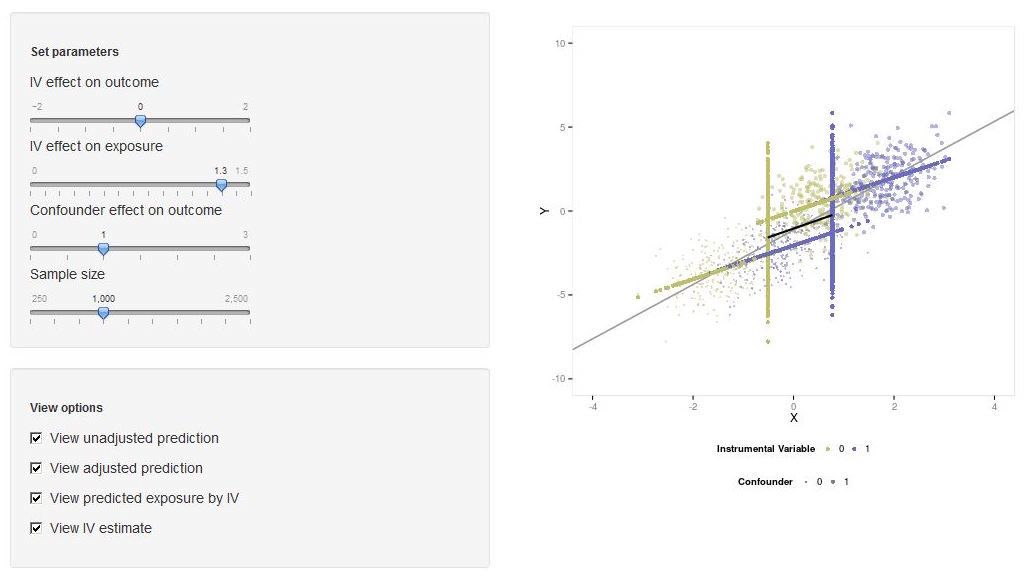 Set parameters
IV effect on outcome
−2 0 2
IV effect on exposure
0 1.3 1.5
Confounder effect on outcome
0 1 3
Sample size
250 1,000 2,500
View options
View unadjusted prediction
View adjusted prediction
View predicted exposure by IV
View IV estimate
10
5
Y
0
-5
-10
-4 -2 0 2 4
X
Instrumental Variable 0 1
Confounder 0 1